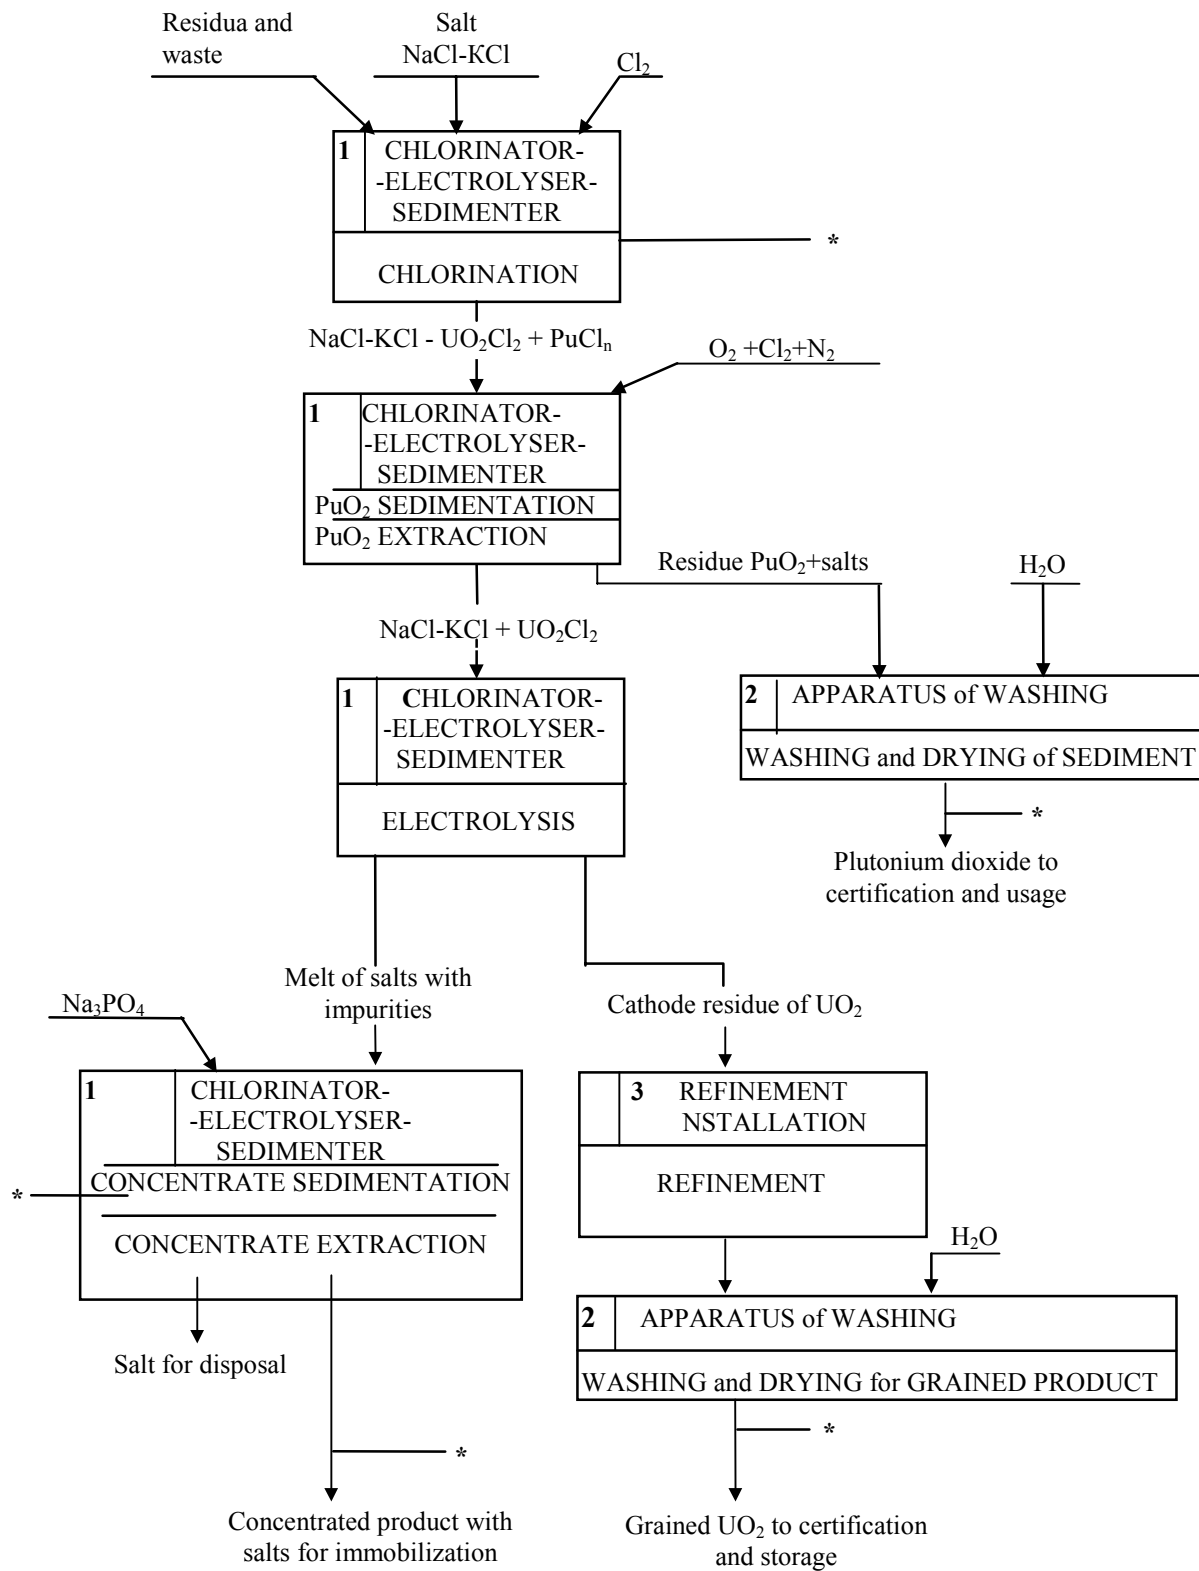 Residua and
waste
Salt
NaCl-KCl
Cl₂
1
CHLORINATOR-
-ELECTROLYSER-
SEDIMENTER
*
CHLORINATION
NaCl-KCl - UO₂Cl₂ + PuClₙ
O₂ +Cl₂+N₂
1
CHLORINATOR-
-ELECTROLYSER-
SEDIMENTER
PuO₂ SEDIMENTATION
PuO₂ EXTRACTION
Residue PuO₂+salts
H₂O
NaCl-KCl + UO₂Cl₂
1
CHLORINATOR-
-ELECTROLYSER-
SEDIMENTER
ELECTROLYSIS
2
APPARATUS of WASHING
WASHING and DRYING of SEDIMENT
*
Plutonium dioxide to
certification and usage
Melt of salts with
impurities
Na₃PO₄
Cathode residue of UO₂
1
CHLORINATOR-
-ELECTROLYSER-
SEDIMENTER
*
CONCENTRATE SEDIMENTATION
CONCENTRATE EXTRACTION
3
REFINEMENT
NSTALLATION
REFINEMENT
H₂O
2
APPARATUS of WASHING
WASHING and DRYING for GRAINED PRODUCT
Salt for disposal
*
*
Concentrated product with
salts for immobilization
Grained UO₂ to certification
and storage